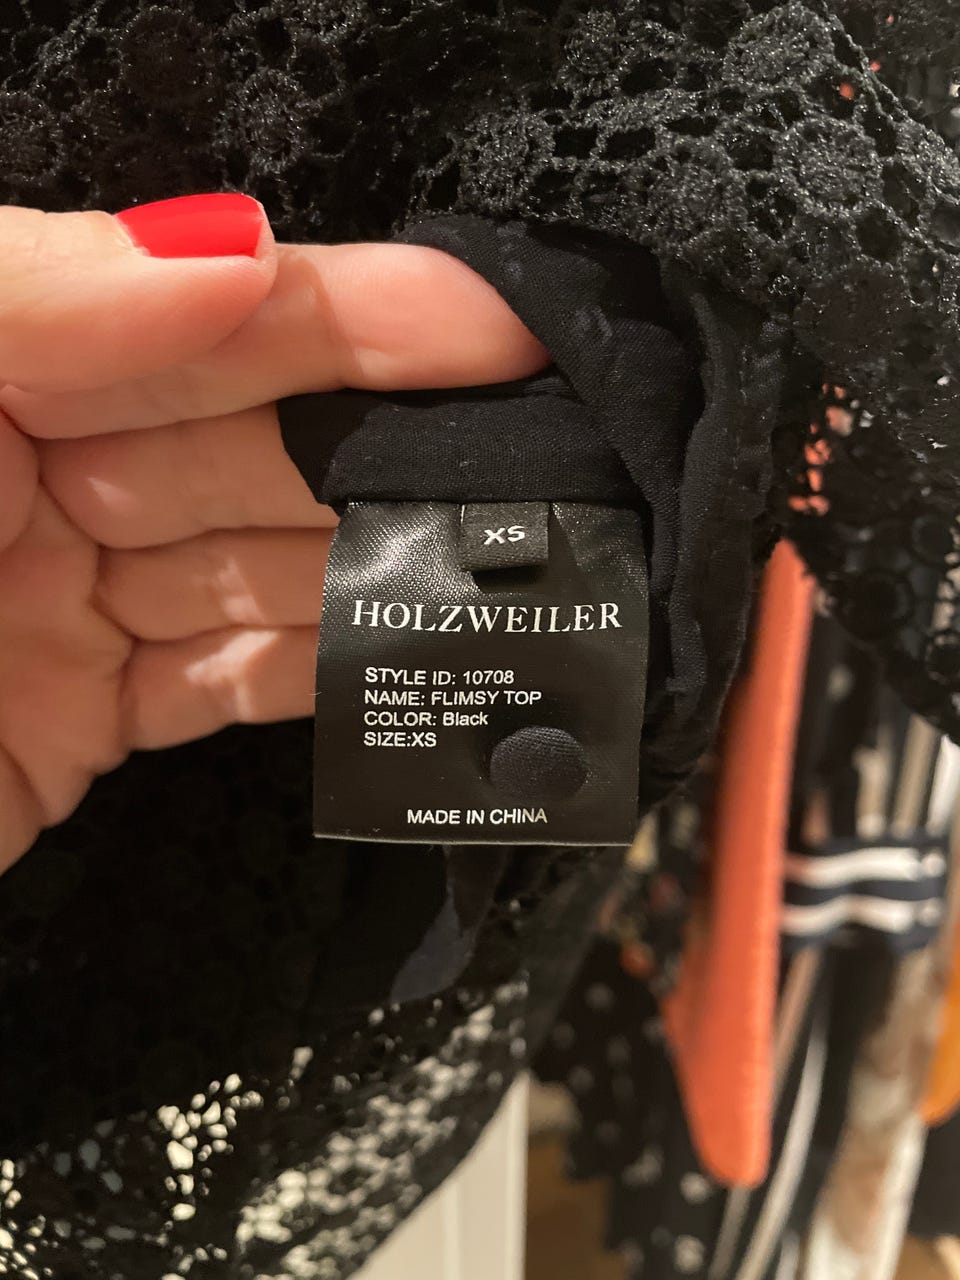 XS
HOLZWEILER
STYLE ID: 10708
NAME: FLIMSY TOP
COLOR: Black
SIZE:XS
MADE IN CHINA